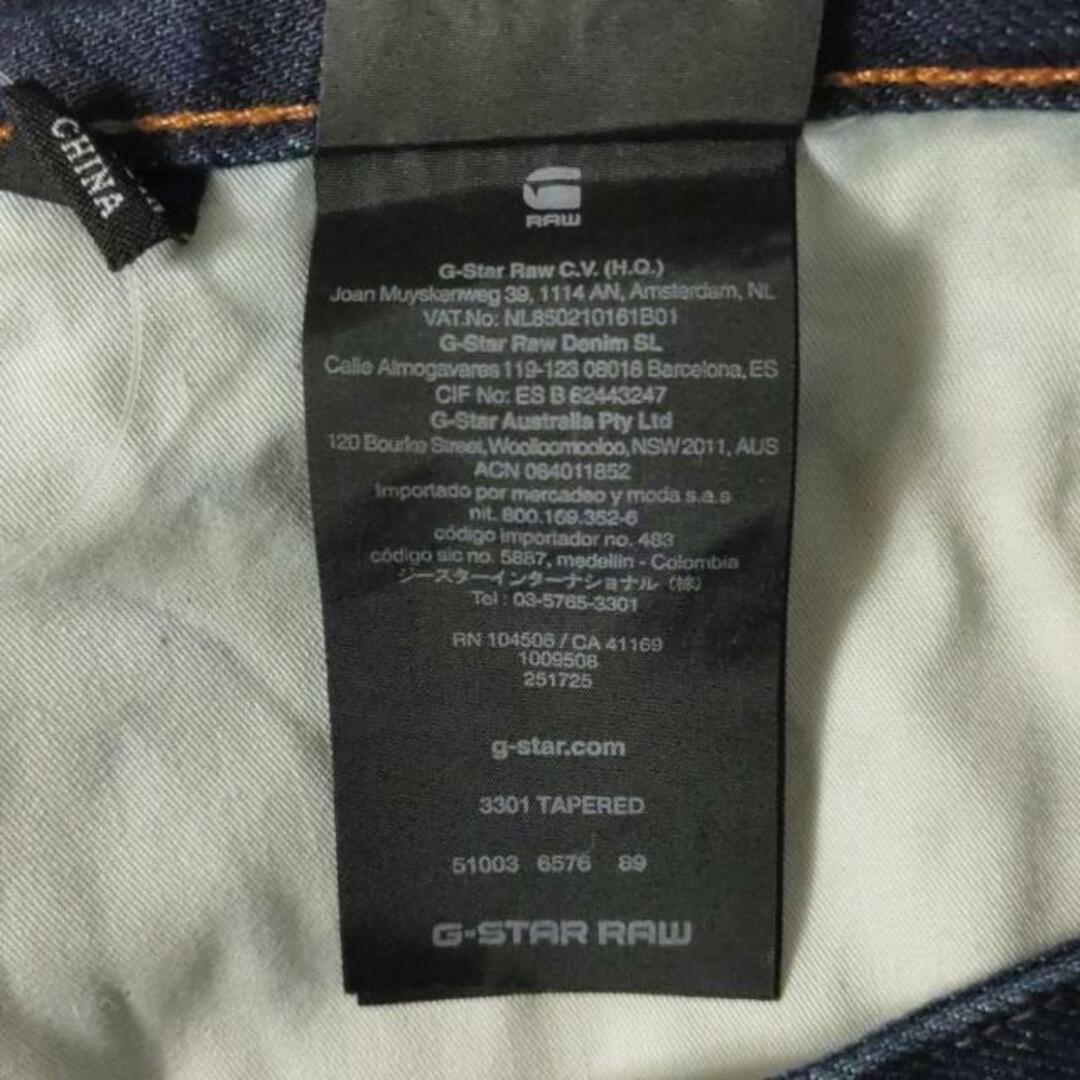 CHINA
RAW
G-Star Raw C.V. (H.Q.)
Joan Muyskenweg 39, 1114 AN, Amsterdam, NL
VAT.No: NL850210161B01
G-Star Raw Denim SL
Calle Almogavares 119-123 08018 Barcelona, ES
CIF No: ES B 62443247
G-Star Australia Pty Ltd
120 Bourke Street, Woolloomooloo, NSW 2011, AUS
ACN 084011852
Importado por mercadeo y moda s.a.s
nit. 800.169.352-6
código importador no. 483
código sic no. 5887, medellin - Colombia
ジースターインターナショナル (株)
Tel : 03-5765-3301
RN 104506 / CA 41169
1009508
251725
g-star.com
3301 TAPERED
51003 6576 89
G-STAR RAW